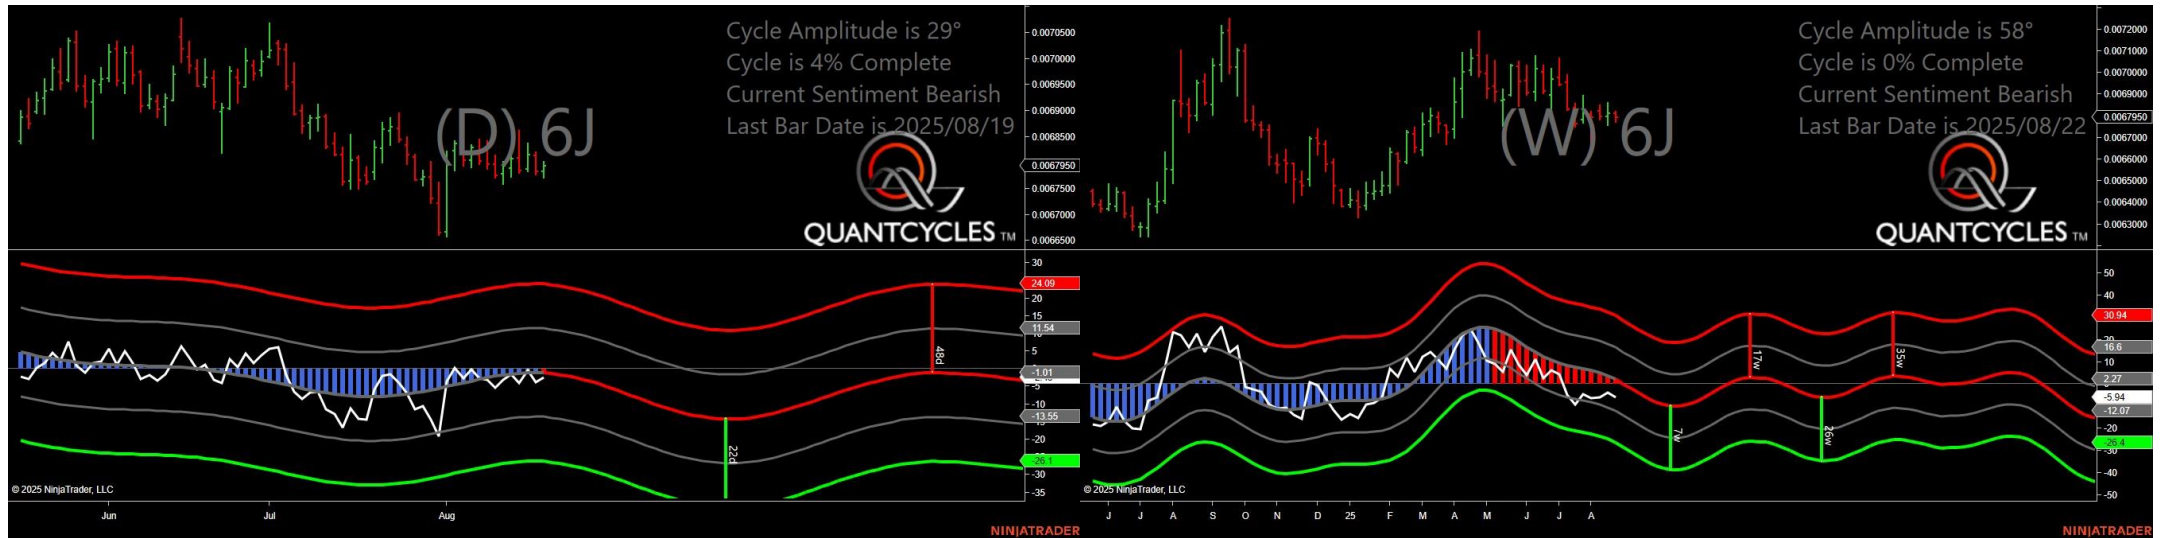 Cycle Amplitude is 29°
Cycle is 4% Complete
Current Sentiment Bearish
Last Bar Date is 2025/08/19
(D) 6J
QUANTCYCLES TM
0.0070500
0.0070000
0.0069500
0.0069000
0.0068500
0.0067950
0.0067500
0.0067000
0.0066500
30
24.09
20
15
11.54
5
-1.01
-5
-10
-13.55
-20
-26.1
-30
-35
48d
22d
© 2025 NinjaTrader, LLC
Jun
Jul
Aug
NINJATRADER
Cycle Amplitude is 58°
Cycle is 0% Complete
Current Sentiment Bearish
Last Bar Date is 2025/08/22
(W) 6J
QUANTCYCLES TM
0.0072000
0.0071000
0.0070000
0.0069000
0.0067950
0.0067000
0.0066000
0.0065000
0.0064000
0.0063000
50
40
30.94
16.6
10
2.27
-5.94
-12.07
-20
-26.4
-40
-50
17w
35w
7w
26w
© 2025 NinjaTrader, LLC
J
J
A
S
O
N
D
25
F
M
A
M
J
J
A
NINJATRADER